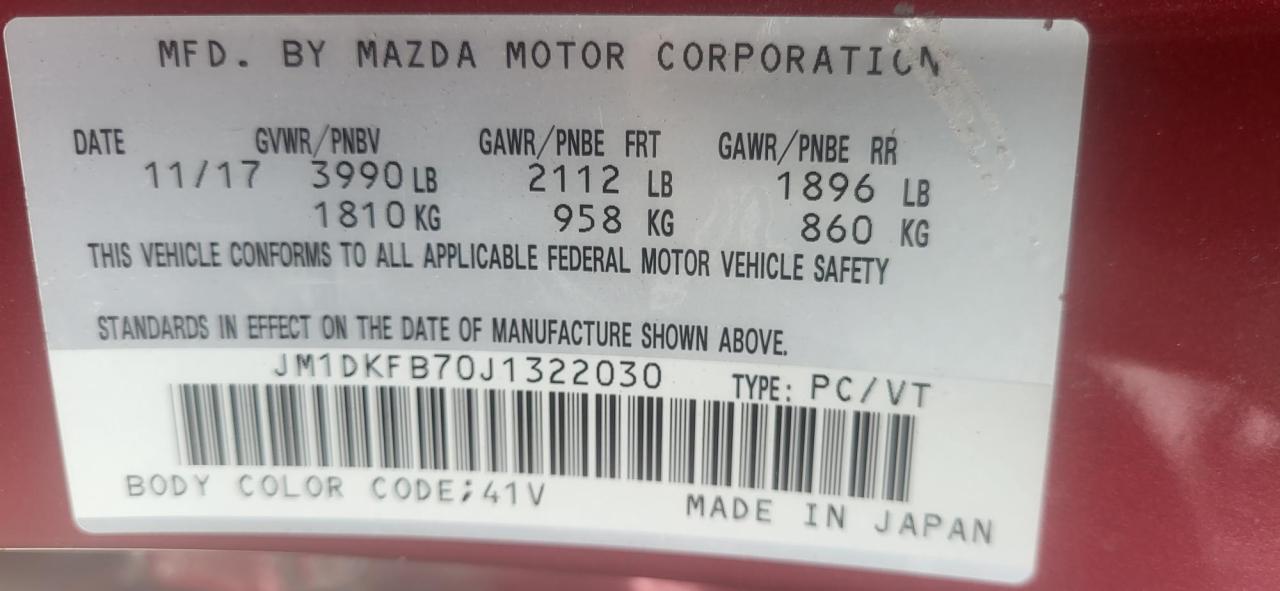 MFD. BY MAZDA MOTOR CORPORATION
DATE GVWR/PNBV GAWR/PNBE FRT GAWR/PNBE RR
11/17 3990 LB 2112 LB 1896 LB
1810 KG 958 KG 860 KG
THIS VEHICLE CONFORMS TO ALL APPLICABLE FEDERAL MOTOR VEHICLE SAFETY
STANDARDS IN EFFECT ON THE DATE OF MANUFACTURE SHOWN ABOVE.
JM1DKFB70J1322030 TYPE: PC/VT
BODY COLOR CODE;41V MADE IN JAPAN